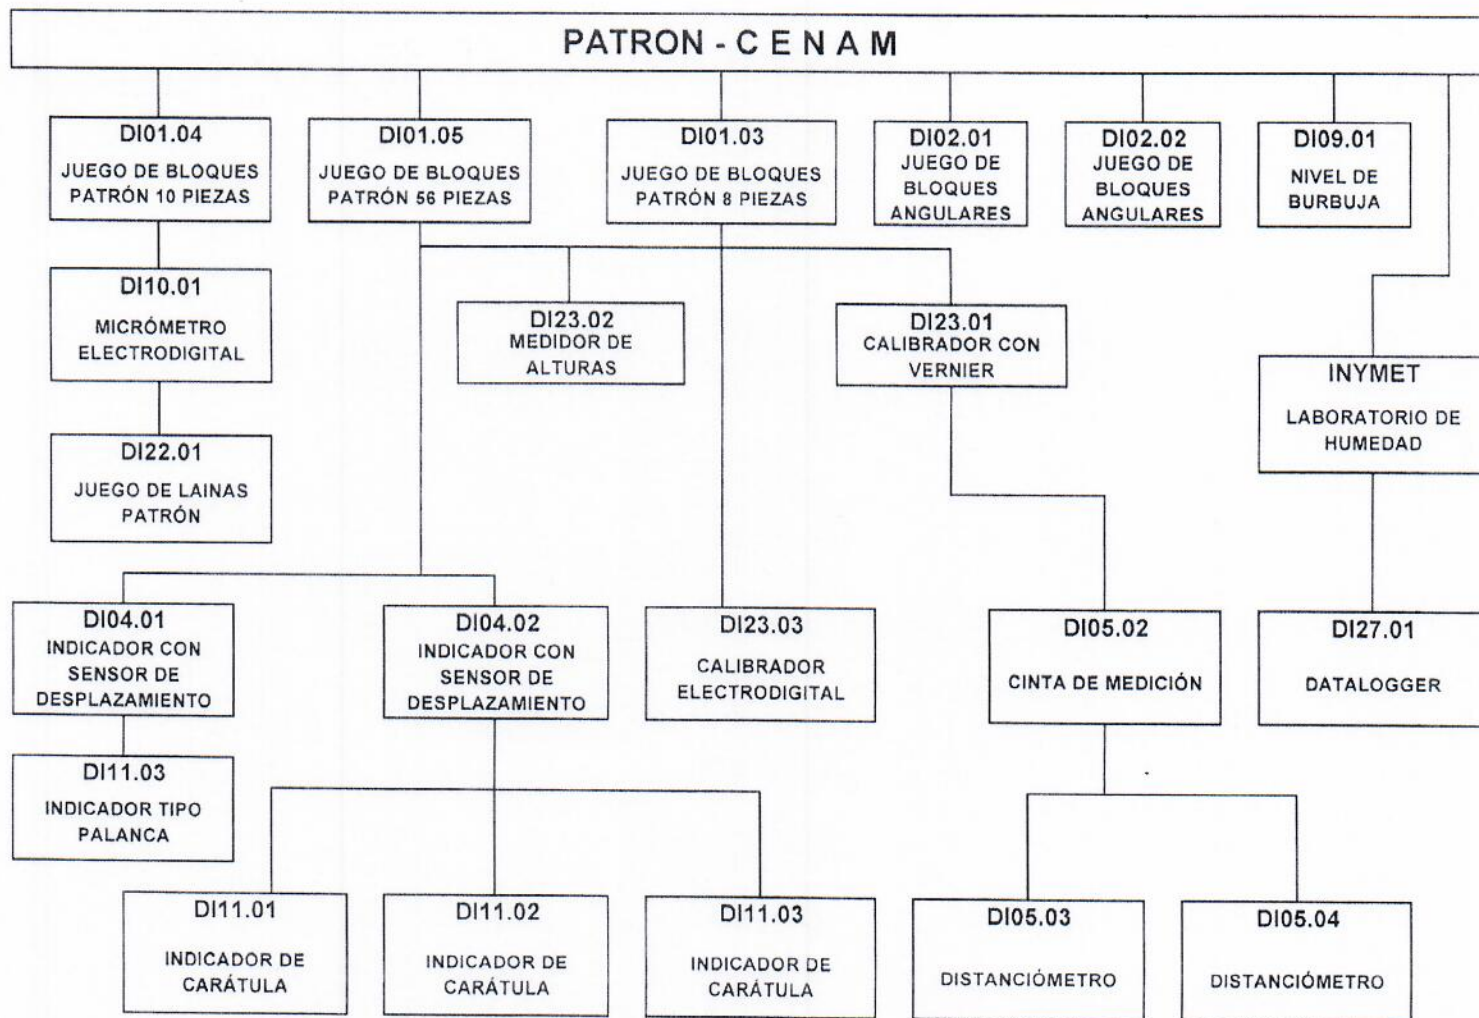 PATRON - C E N A M
DI01.04
JUEGO DE BLOQUES
PATRÓN 10 PIEZAS
DI01.05
JUEGO DE BLOQUES
PATRÓN 56 PIEZAS
DI01.03
JUEGO DE BLOQUES
PATRÓN 8 PIEZAS
DI02.01
JUEGO DE
BLOQUES
ANGULARES
DI02.02
JUEGO DE
BLOQUES
ANGULARES
DI09.01
NIVEL DE
BURBUJA
DI10.01
MICRÓMETRO
ELECTRODIGITAL
DI23.02
MEDIDOR DE
ALTURAS
DI23.01
CALIBRADOR CON
VERNIER
INYMET
LABORATORIO DE
HUMEDAD
DI22.01
JUEGO DE LAINAS
PATRÓN
DI04.01
INDICADOR CON
SENSOR DE
DESPLAZAMIENTO
DI04.02
INDICADOR CON
SENSOR DE
DESPLAZAMIENTO
DI23.03
CALIBRADOR
ELECTRODIGITAL
DI05.02
CINTA DE MEDICIÓN
DI27.01
DATALOGGER
DI11.03
INDICADOR TIPO
PALANCA
DI11.01
INDICADOR DE
CARÁTULA
DI11.02
INDICADOR DE
CARÁTULA
DI11.03
INDICADOR DE
CARÁTULA
DI05.03
DISTANCIÓMETRO
DI05.04
DISTANCIÓMETRO